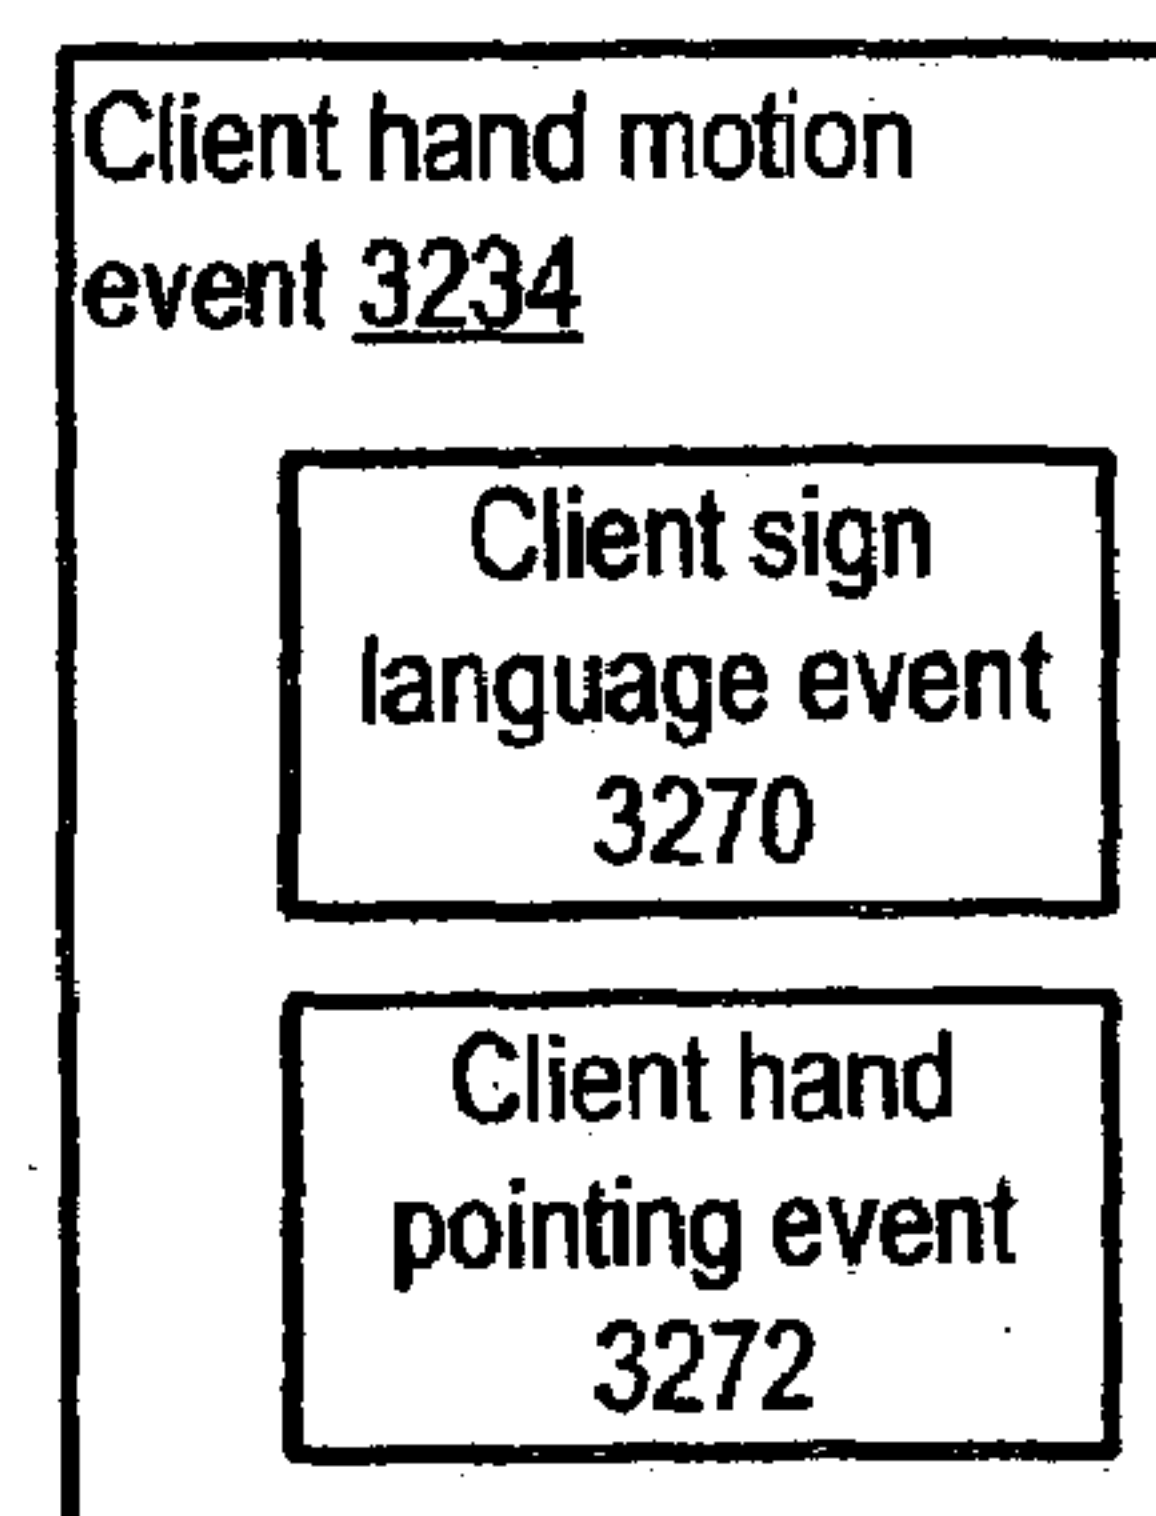 Client hand motion
event 3234
Client sign
language event
3270
Client hand
pointing event
3272